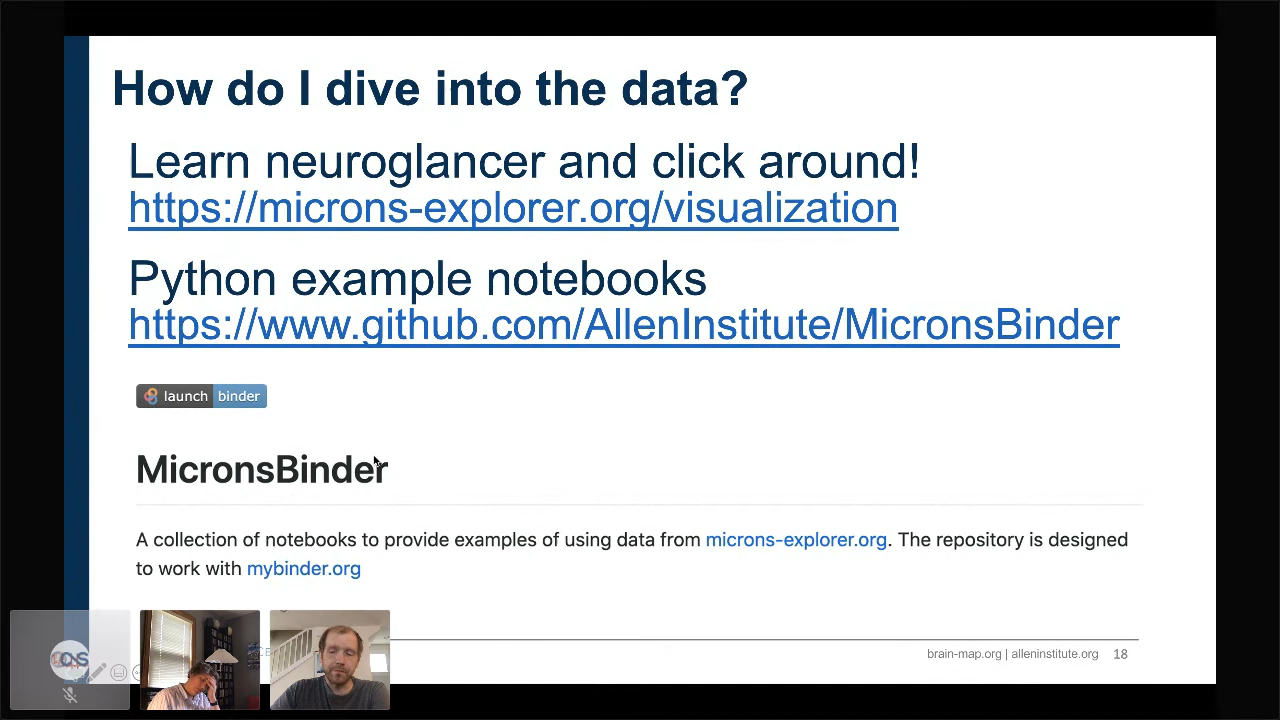 How do I dive into the data?
Learn neuroglancer and click around!
https://microns-explorer.org/visualization
Python example notebooks
https://www.github.com/AllenInstitute/MicronsBinder
launch binder
MicronsBinder
A collection of notebooks to provide examples of using data from microns-explorer.org. The repository is designed
to work with mybinder.org
brain-map.org | alleninstitute.org 18